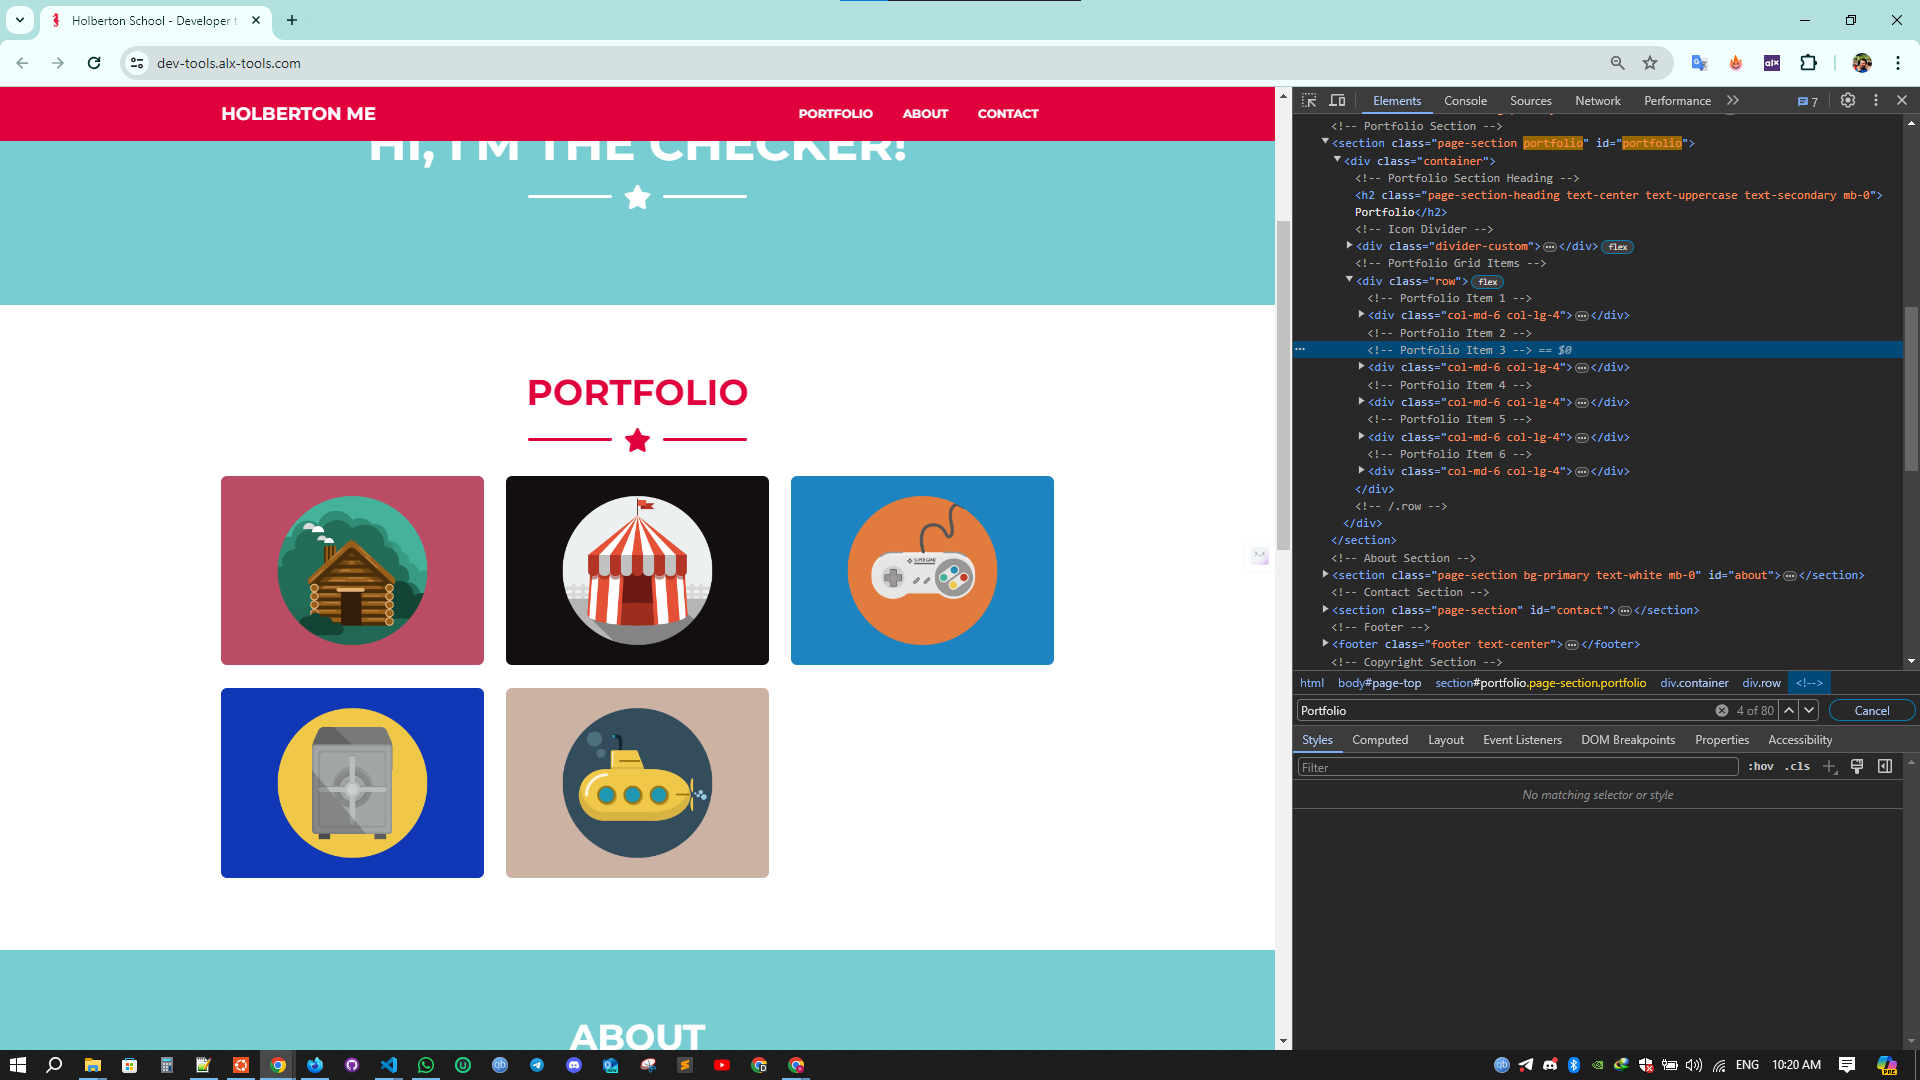 Holberton School - Developer t
dev-tools.alx-tools.com
HOLBERTON ME
PORTFOLIO
ABOUT
CONTACT
HI, I'M THE CHECKER!
PORTFOLIO
SUPER GAME
ABOUT
Elements
Console
Sources
Network
Performance
7
<!-- Portfolio Section -->
<section class="page-section portfolio" id="portfolio">
<div class="container">
<!-- Portfolio Section Heading -->
<h2 class="page-section-heading text-center text-uppercase text-secondary mb-0">
Portfolio</h2>
<!-- Icon Divider -->
<div class="divider-custom">…</div> flex
<!-- Portfolio Grid Items -->
<div class="row"> flex
<!-- Portfolio Item 1 -->
<div class="col-md-6 col-lg-4">…</div>
<!-- Portfolio Item 2 -->
<!-- Portfolio Item 3 --> == $0
<div class="col-md-6 col-lg-4">…</div>
<!-- Portfolio Item 4 -->
<div class="col-md-6 col-lg-4">…</div>
<!-- Portfolio Item 5 -->
<div class="col-md-6 col-lg-4">…</div>
<!-- Portfolio Item 6 -->
<div class="col-md-6 col-lg-4">…</div>
</div>
<!-- /.row -->
</div>
</section>
<!-- About Section -->
<section class="page-section bg-primary text-white mb-0" id="about">…</section>
<!-- Contact Section -->
<section class="page-section" id="contact">…</section>
<!-- Footer -->
<footer class="footer text-center">…</footer>
<!-- Copyright Section -->
html body#page-top section#portfolio.page-section.portfolio div.container div.row <!-->
Portfolio
4 of 80
Cancel
Styles
Computed
Layout
Event Listeners
DOM Breakpoints
Properties
Accessibility
Filter
:hov
.cls
No matching selector or style
ENG
10:20 AM